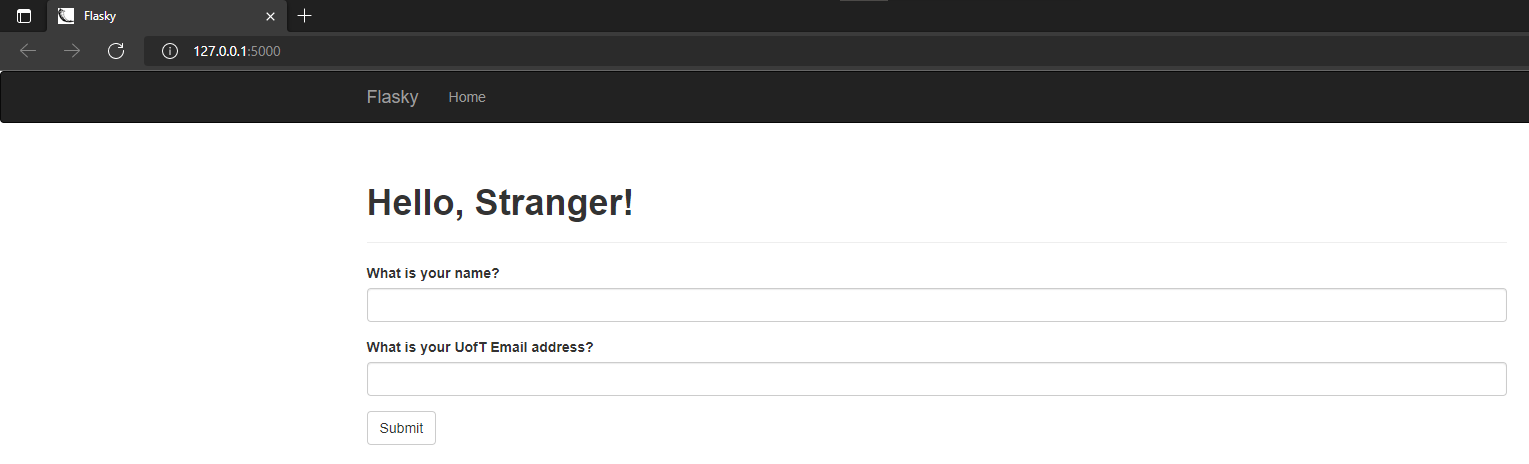 Flasky
127.0.0.1:5000
Flasky Home
Hello, Stranger!
What is your name?
What is your UofT Email address?
Submit